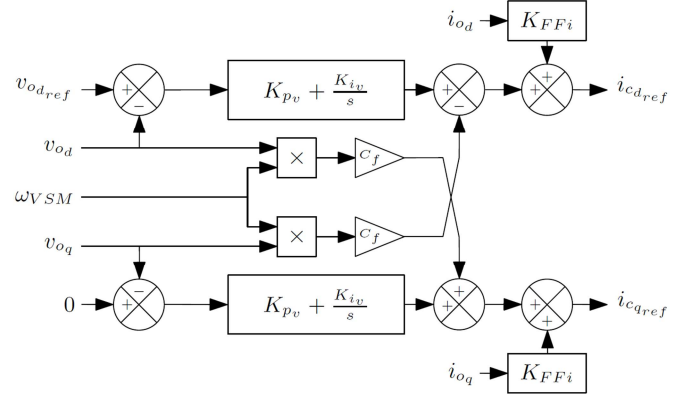 i_{o_d} K_{FFi}
v_{o_{d_{ref}}} + − K_{p_v} + \frac{K_{i_v}}{s} + − + + i_{c_{d_{ref}}}
v_{o_d} × C_f
ω_{VSM}
v_{o_q} × C_f
0 + − K_{p_v} + \frac{K_{i_v}}{s} + + + + i_{c_{q_{ref}}}
i_{o_q} K_{FFi}